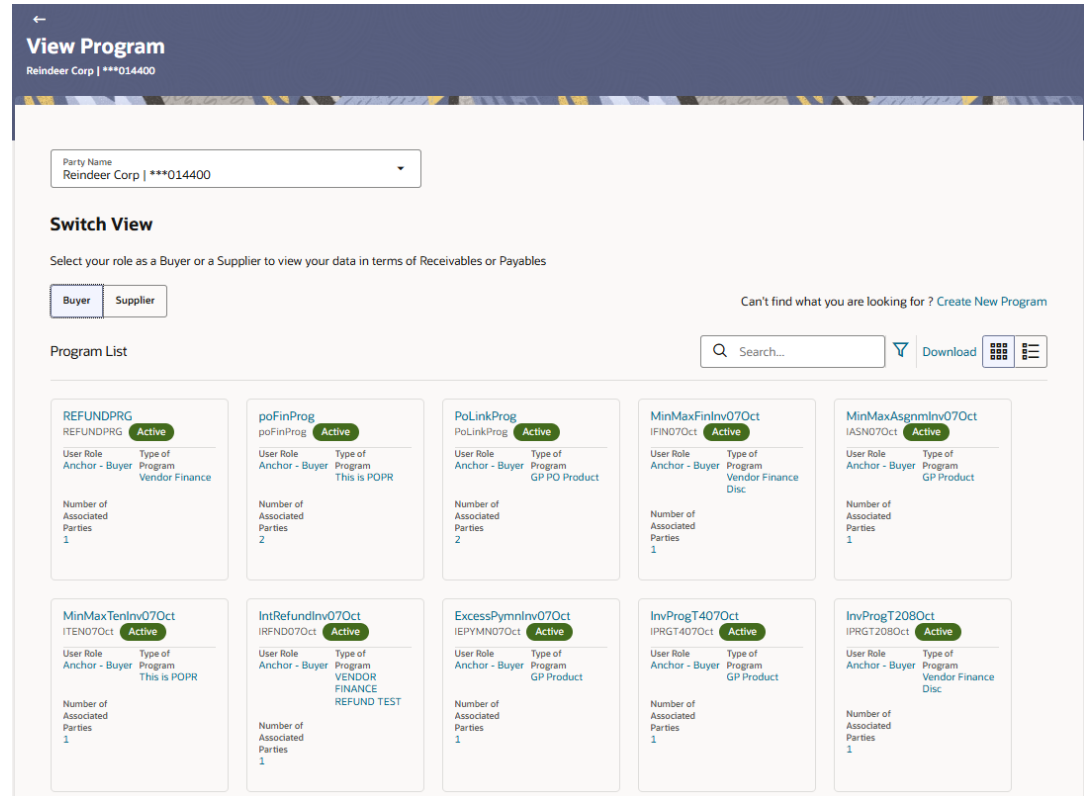 View Program
Reindeer Corp | ***014400
Party Name
Reindeer Corp | ***014400
Switch View
Select your role as a Buyer or a Supplier to view your data in terms of Receivables or Payables
Buyer
Supplier
Can't find what you are looking for ? Create New Program
Program List
Search...
Download
REFUNDPRG
REFUNDPRG Active
User Role
Anchor - Buyer
Type of
Program
Vendor Finance
Number of
Associated
Parties
1
poFinProg
poFinProg Active
User Role
Anchor - Buyer
Type of
Program
This is POPR
Number of
Associated
Parties
2
PoLinkProg
PoLinkProg Active
User Role
Anchor - Buyer
Type of
Program
GP PO Product
Number of
Associated
Parties
2
MinMaxFinInv07Oct
IFIN07Oct Active
User Role
Anchor - Buyer
Type of
Program
Vendor Finance
Disc
Number of
Associated
Parties
1
MinMaxAsgnmInv07Oct
IASN07Oct Active
User Role
Anchor - Buyer
Type of
Program
GP Product
Number of
Associated
Parties
1
MinMaxTenInv07Oct
ITEN07Oct Active
User Role
Anchor - Buyer
Type of
Program
This is POPR
Number of
Associated
Parties
1
IntRefundInv07Oct
IRFND07Oct Active
User Role
Anchor - Buyer
Type of
Program
VENDOR
FINANCE
REFUND TEST
Number of
Associated
Parties
1
ExcessPymnInv07Oct
IEPYMN07Oct Active
User Role
Anchor - Buyer
Type of
Program
GP Product
Number of
Associated
Parties
1
InvProgT407Oct
IPRGT407Oct Active
User Role
Anchor - Buyer
Type of
Program
GP Product
Number of
Associated
Parties
1
InvProgT208Oct
IPRGT208Oct Active
User Role
Anchor - Buyer
Type of
Program
Vendor Finance
Disc
Number of
Associated
Parties
1